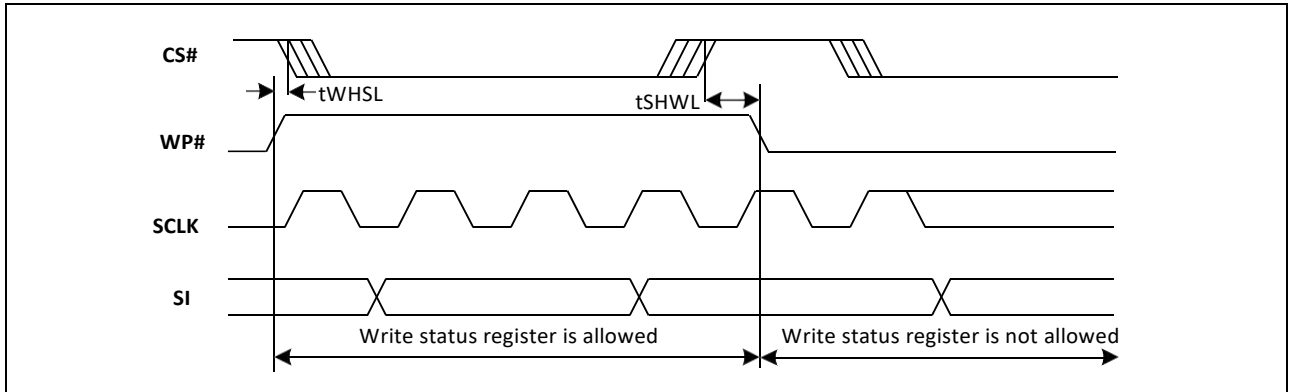 CS#
tWHSL
tSHWL
WP#
SCLK
SI
Write status register is allowed
Write status register is not allowed